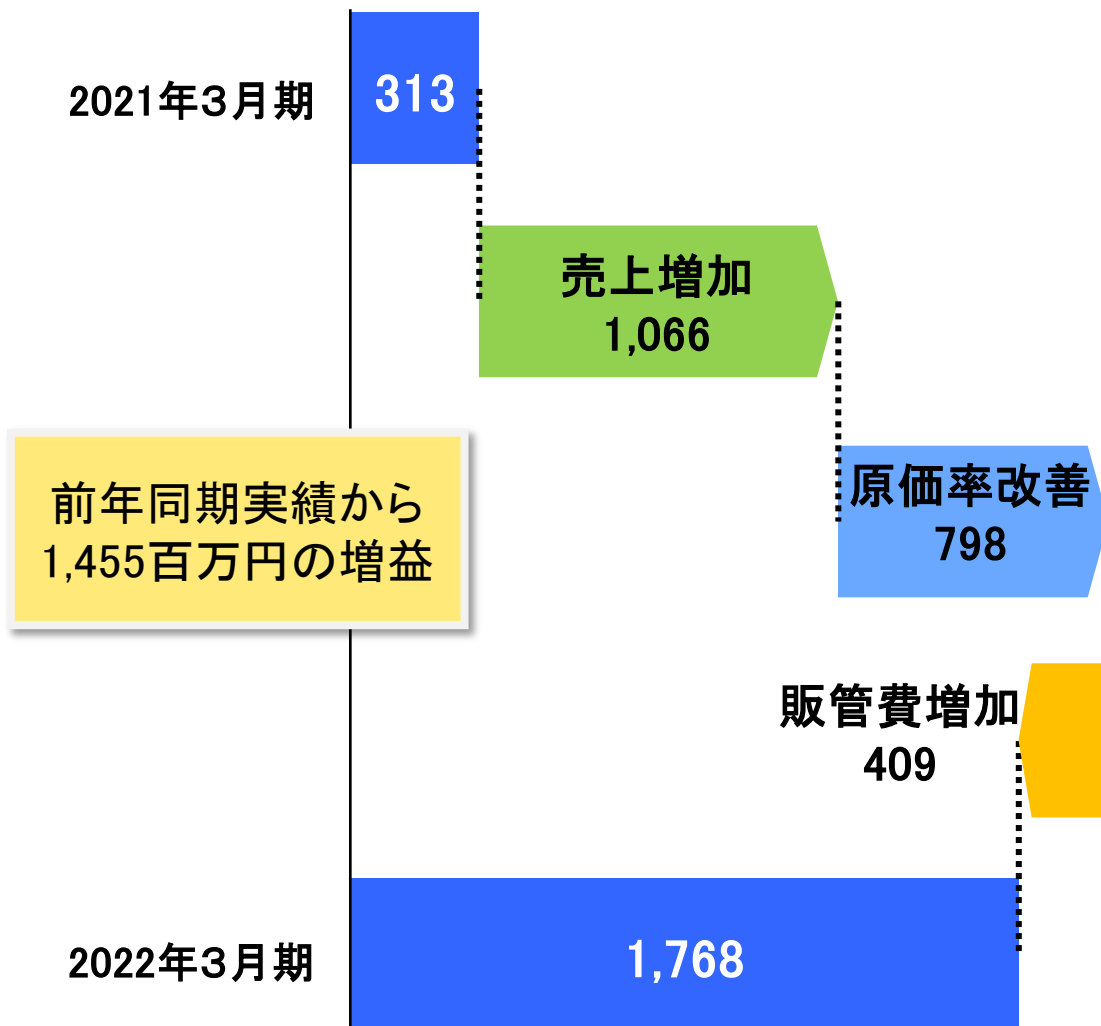 2021年３月期
313
売上増加
1,066
原価率改善
798
前年同期実績から
1,455百万円の増益
販管費増加
409
2022年３月期
1,768